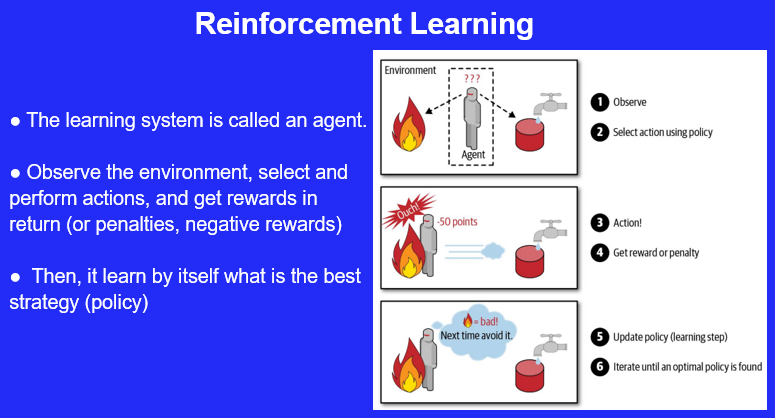 Reinforcement Learning
● The learning system is called an agent.
● Observe the environment, select and
perform actions, and get rewards in
return (or penalties, negative rewards)
● Then, it learn by itself what is the best
strategy (policy)
Environment
???
Agent
1 Observe
2 Select action using policy
Ouch!
-50 points
3 Action!
4 Get reward or penalty
= bad!
Next time avoid it.
5 Update policy (learning step)
6 Iterate until an optimal policy is found